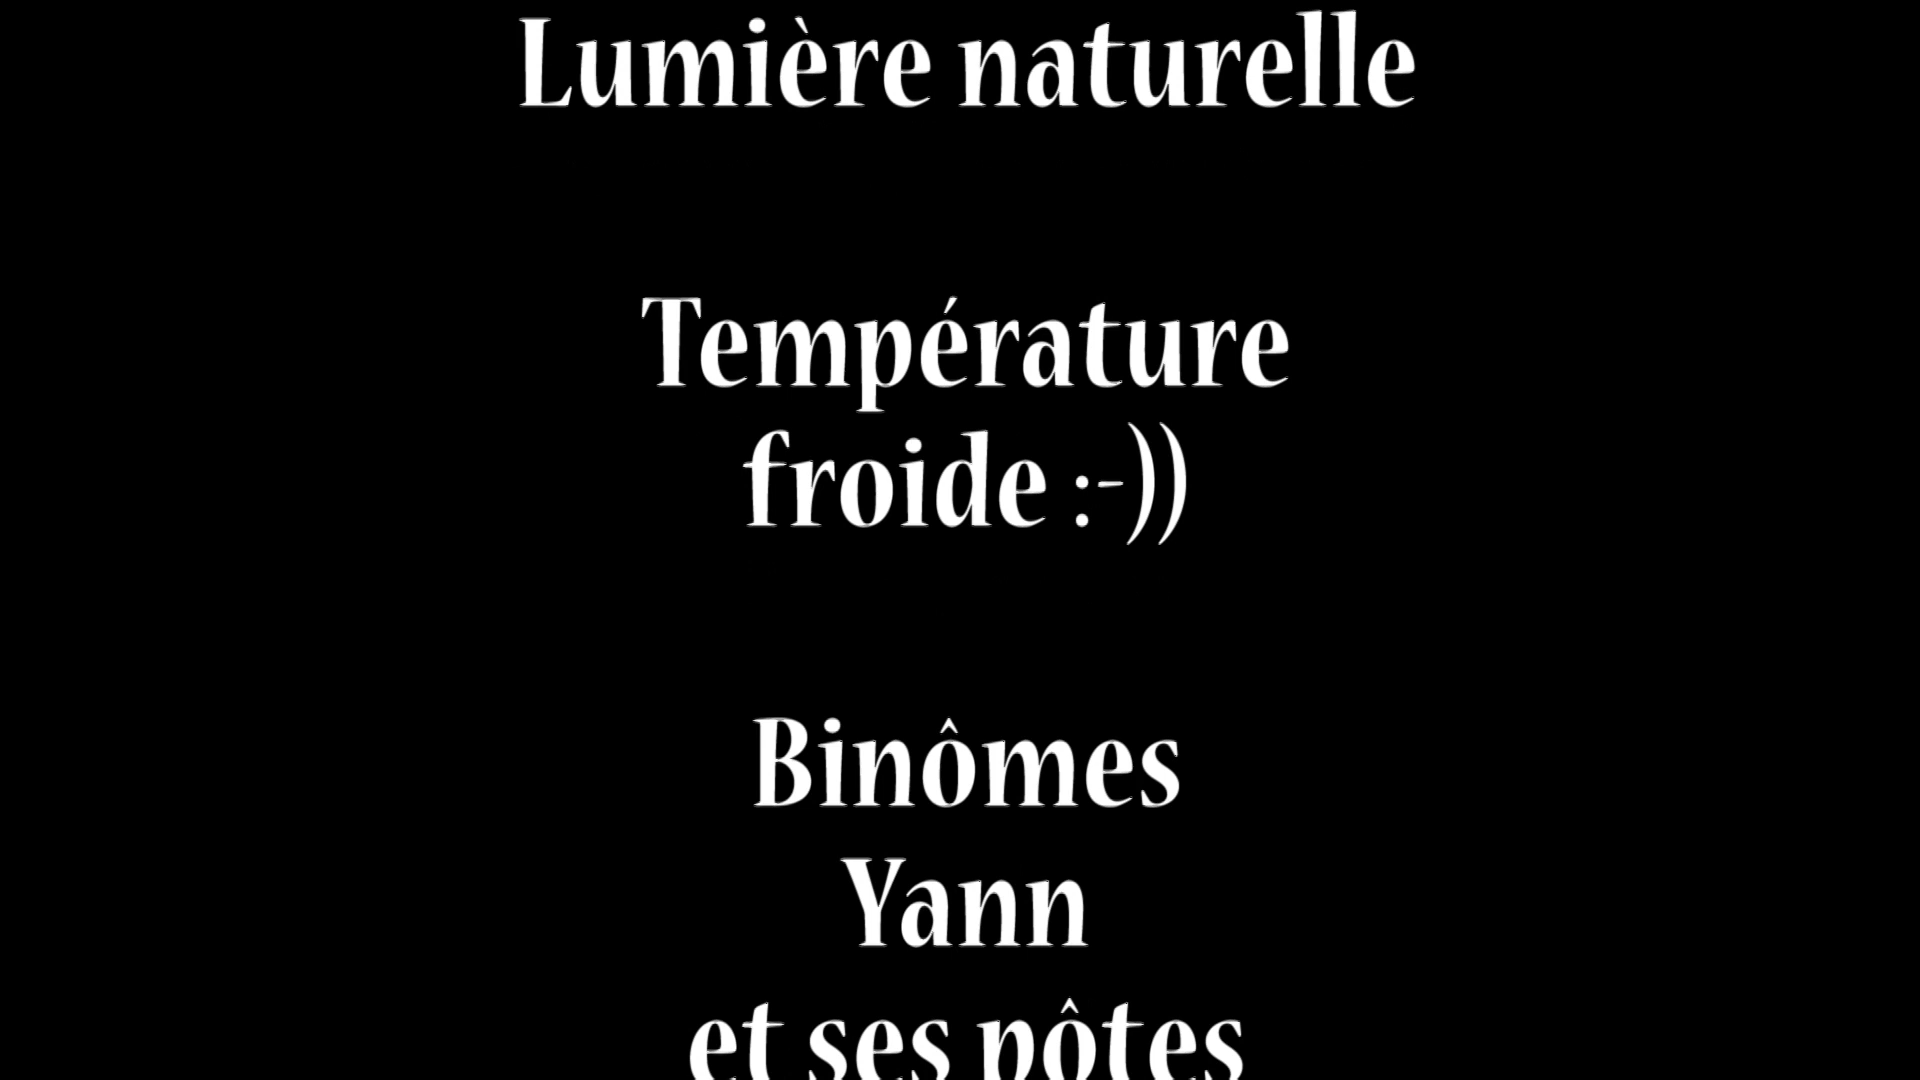 Lumière naturelle
Température
froide :-))
Binômes
Yann
et ses pôtes